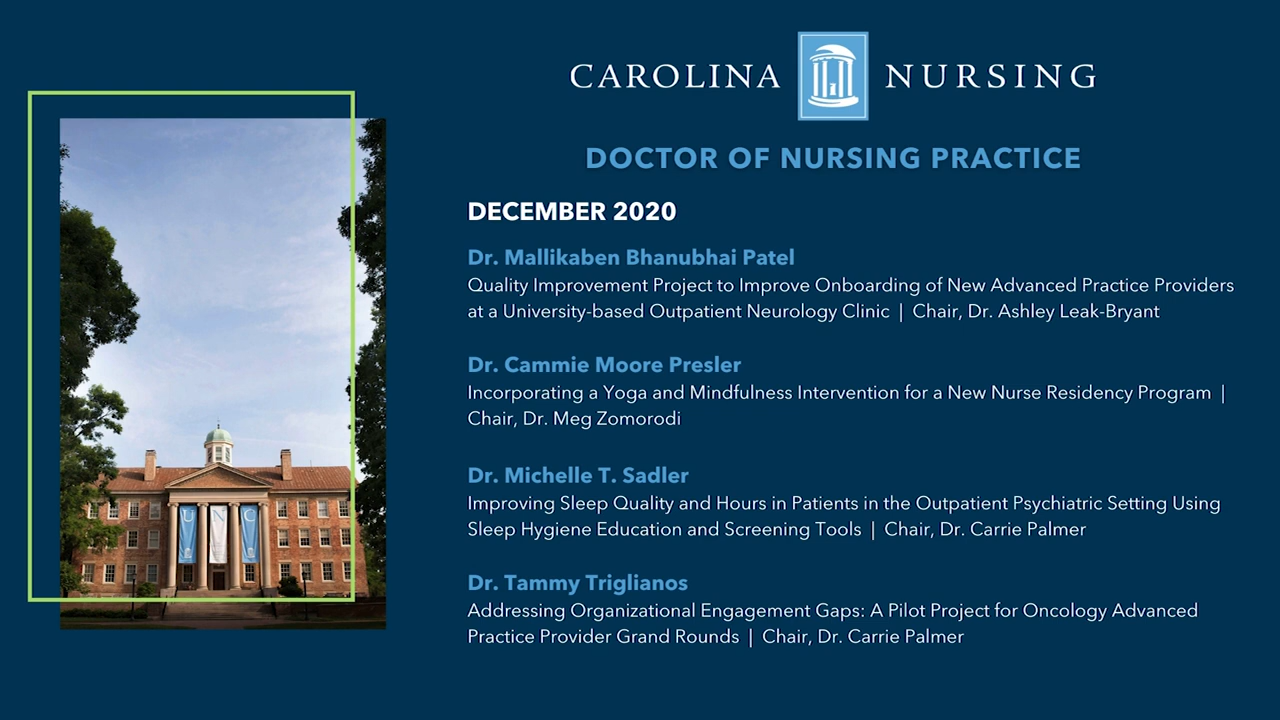 CAROLINA NURSING
DOCTOR OF NURSING PRACTICE
DECEMBER 2020
Dr. Mallikaben Bhanubhai Patel
Quality Improvement Project to Improve Onboarding of New Advanced Practice Providers
at a University-based Outpatient Neurology Clinic | Chair, Dr. Ashley Leak-Bryant
Dr. Cammie Moore Presler
Incorporating a Yoga and Mindfulness Intervention for a New Nurse Residency Program |
Chair, Dr. Meg Zomorodi
Dr. Michelle T. Sadler
Improving Sleep Quality and Hours in Patients in the Outpatient Psychiatric Setting Using
Sleep Hygiene Education and Screening Tools | Chair, Dr. Carrie Palmer
Dr. Tammy Triglianos
Addressing Organizational Engagement Gaps: A Pilot Project for Oncology Advanced
Practice Provider Grand Rounds | Chair, Dr. Carrie Palmer
U N C